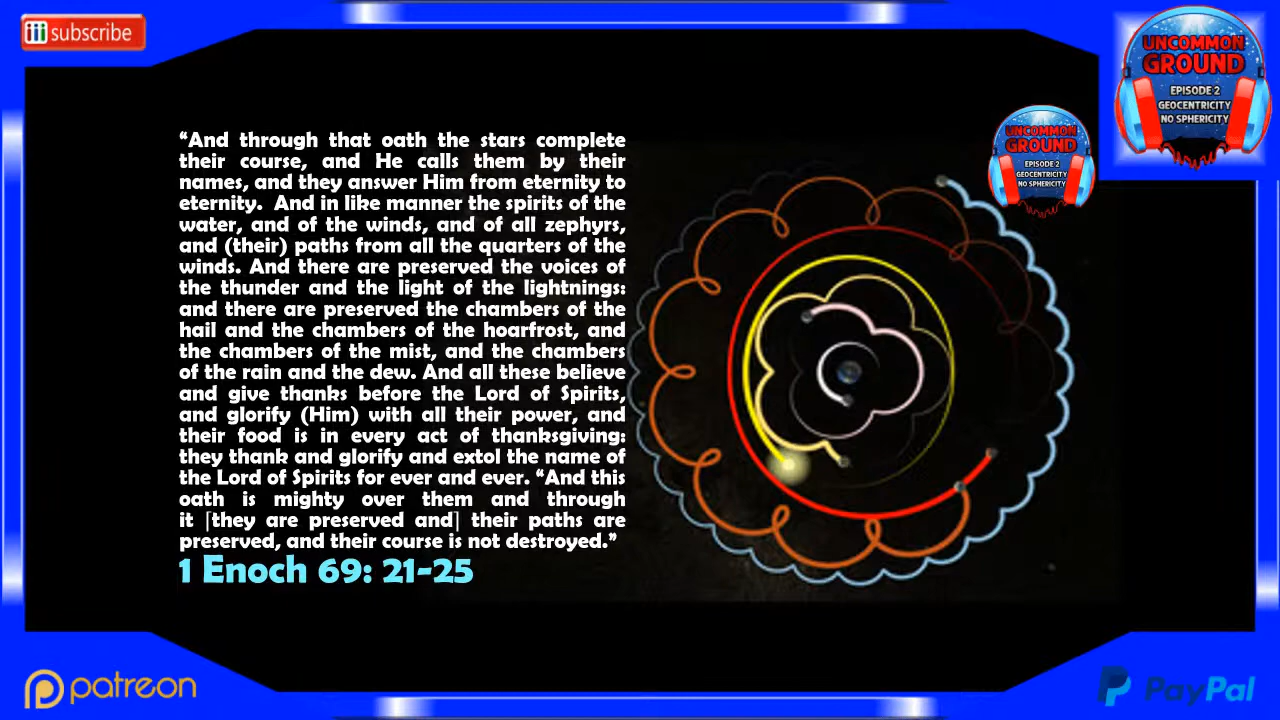 subscribe
UNCOMMON
GROUND
EPISODE 2
GEOCENTRICITY
NO SPHERICITY
UNCOMMON
GROUND
EPISODE 2
GEOCENTRICITY
NO SPHERICITY
“And through that oath the stars complete
their course, and He calls them by their
names, and they answer Him from eternity to
eternity. And in like manner the spirits of the
water, and of the winds, and of all zephyrs,
and (their) paths from all the quarters of the
winds. And there are preserved the voices of
the thunder and the light of the lightnings:
and there are preserved the chambers of the
hail and the chambers of the hoarfrost, and
the chambers of the mist, and the chambers
of the rain and the dew. And all these believe
and give thanks before the Lord of Spirits,
and glorify (Him) with all their power, and
their food is in every act of thanksgiving:
they thank and glorify and extol the name of
the Lord of Spirits for ever and ever. “And this
oath is mighty over them and through
it ⌈they are preserved and⌉ their paths are
preserved, and their course is not destroyed.”
1 Enoch 69: 21-25
patreon
PayPal